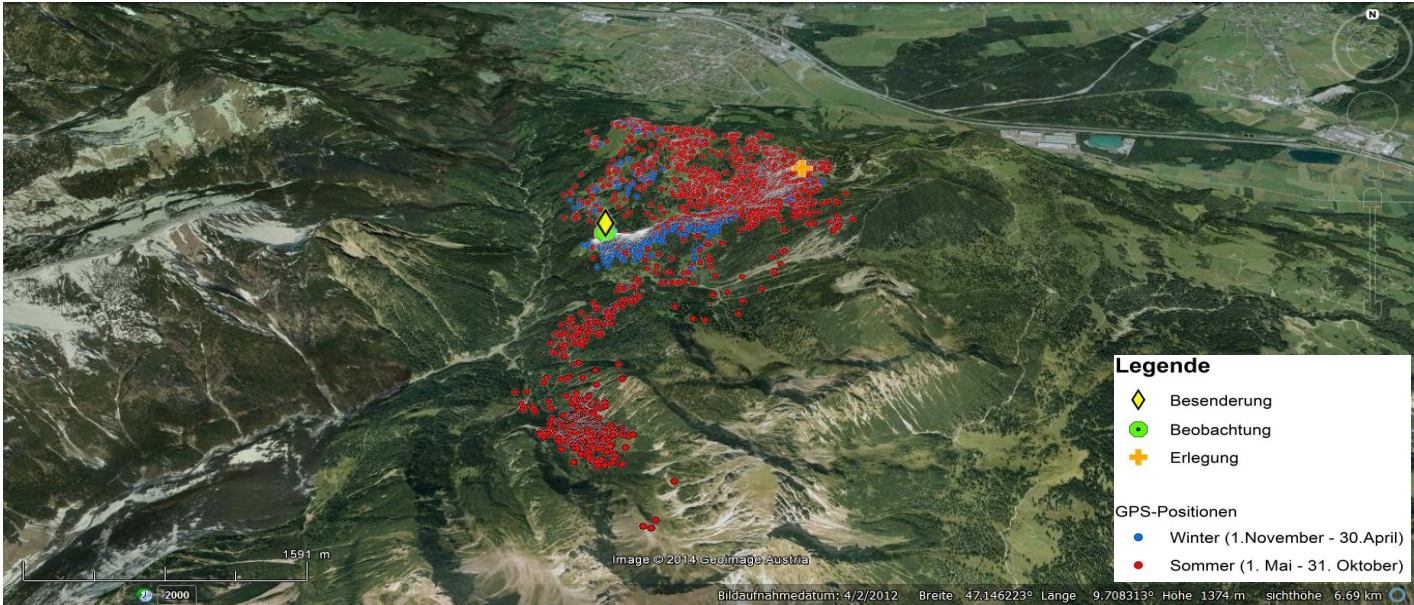 N
Legende
Besenderung
Beobachtung
Erlegung
GPS-Positionen
Winter (1.November - 30.April)
Sommer (1. Mai - 31. Oktober)
1591 m
Image © 2014 GeoImage Austria
2000
Bildaufnahmedatum: 4/2/2012 Breite 47.146223° Länge 9.708313° Höhe 1374 m sichthöhe 6.69 km